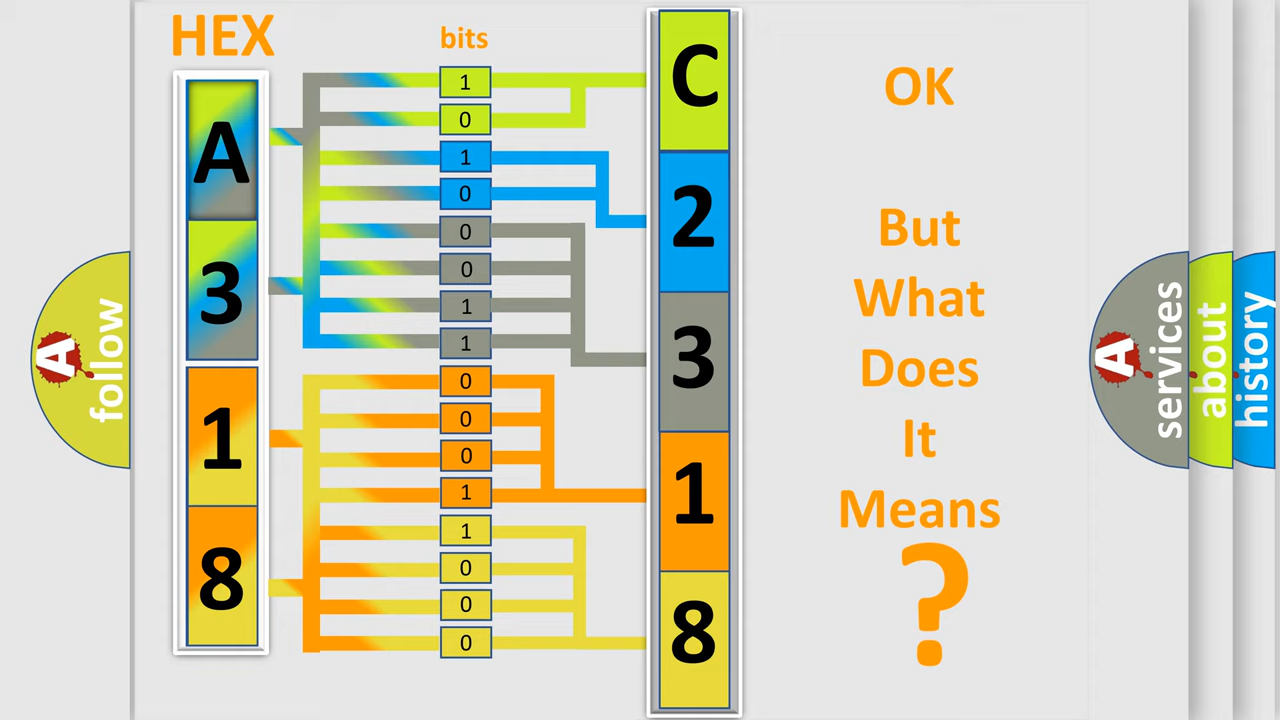 HEX
bits
A
3
1
8
1
0
1
0
0
0
1
1
0
0
0
1
1
0
0
0
C
2
3
1
8
OK
But
What
Does
It
Means
?
A
follow
A
services
about
history